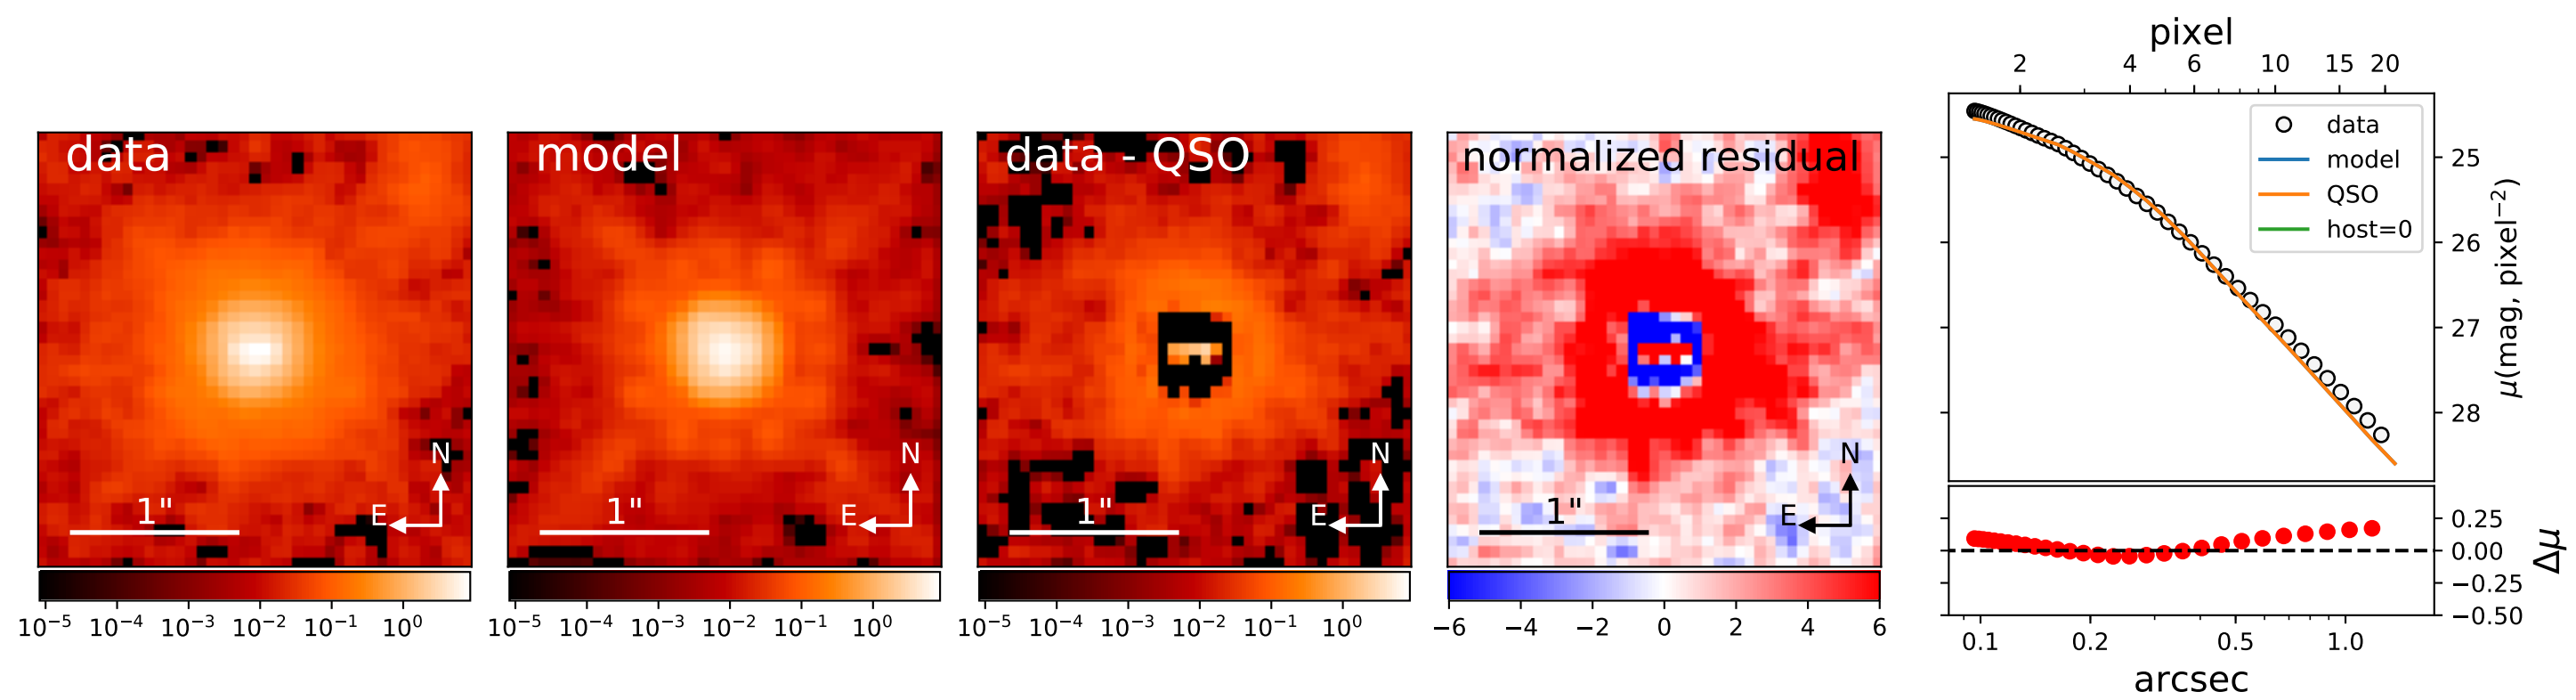 data
N
E
1"
10⁻⁵ 10⁻⁴ 10⁻³ 10⁻² 10⁻¹ 10⁰
model
N
E
1"
10⁻⁵ 10⁻⁴ 10⁻³ 10⁻² 10⁻¹ 10⁰
data - QSO
N
E
1"
10⁻⁵ 10⁻⁴ 10⁻³ 10⁻² 10⁻¹ 10⁰
normalized residual
N
E
1"
−6 −4 −2 0 2 4 6
pixel
2 4 6 10 15 20
data
model
QSO
host=0
25
26
27
28
μ(mag, pixel⁻²)
0.25
0.00
−0.25
−0.50
Δμ
0.1 0.2 0.5 1.0
arcsec